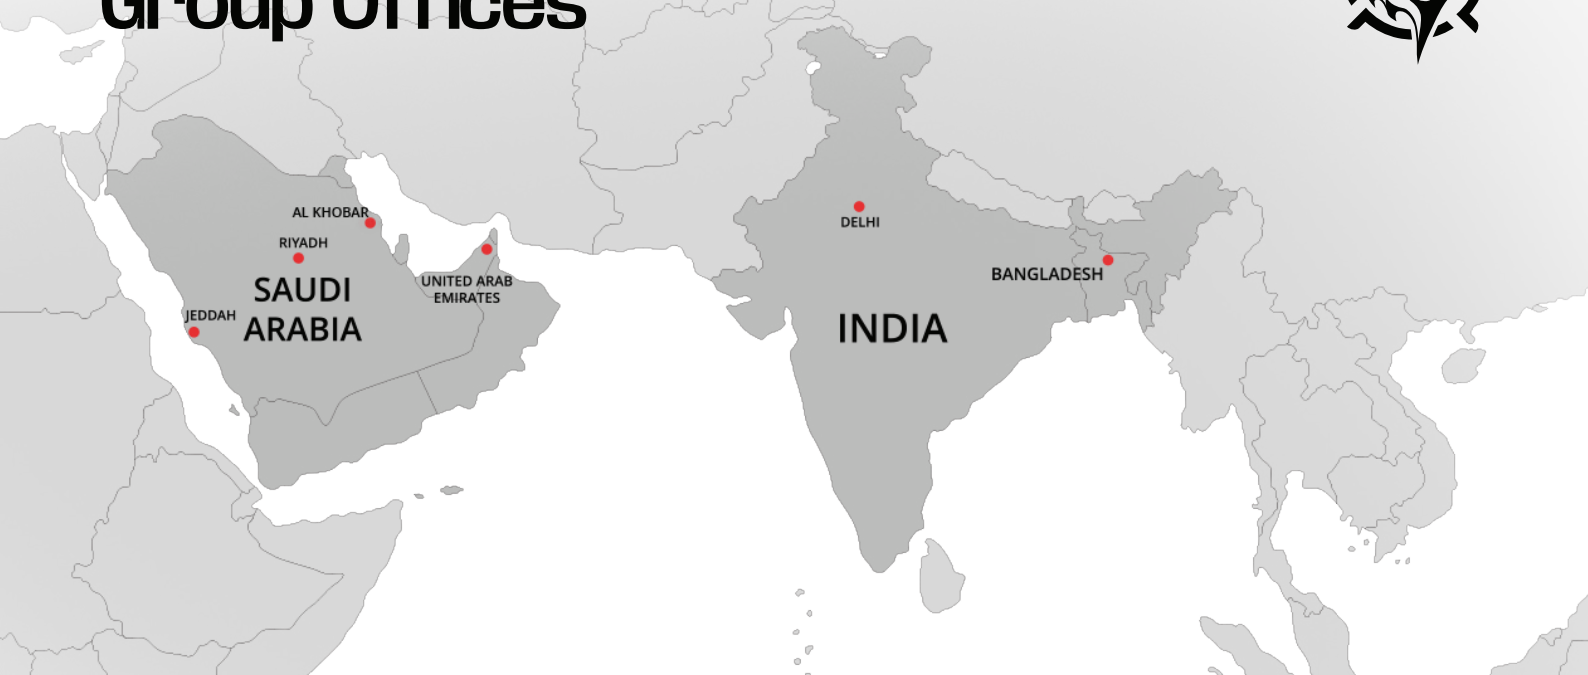 Group Offices
AL KHOBAR
RIYADH
SAUDI
ARABIA
JEDDAH
UNITED ARAB
EMIRATES
DELHI
BANGLADESH
INDIA